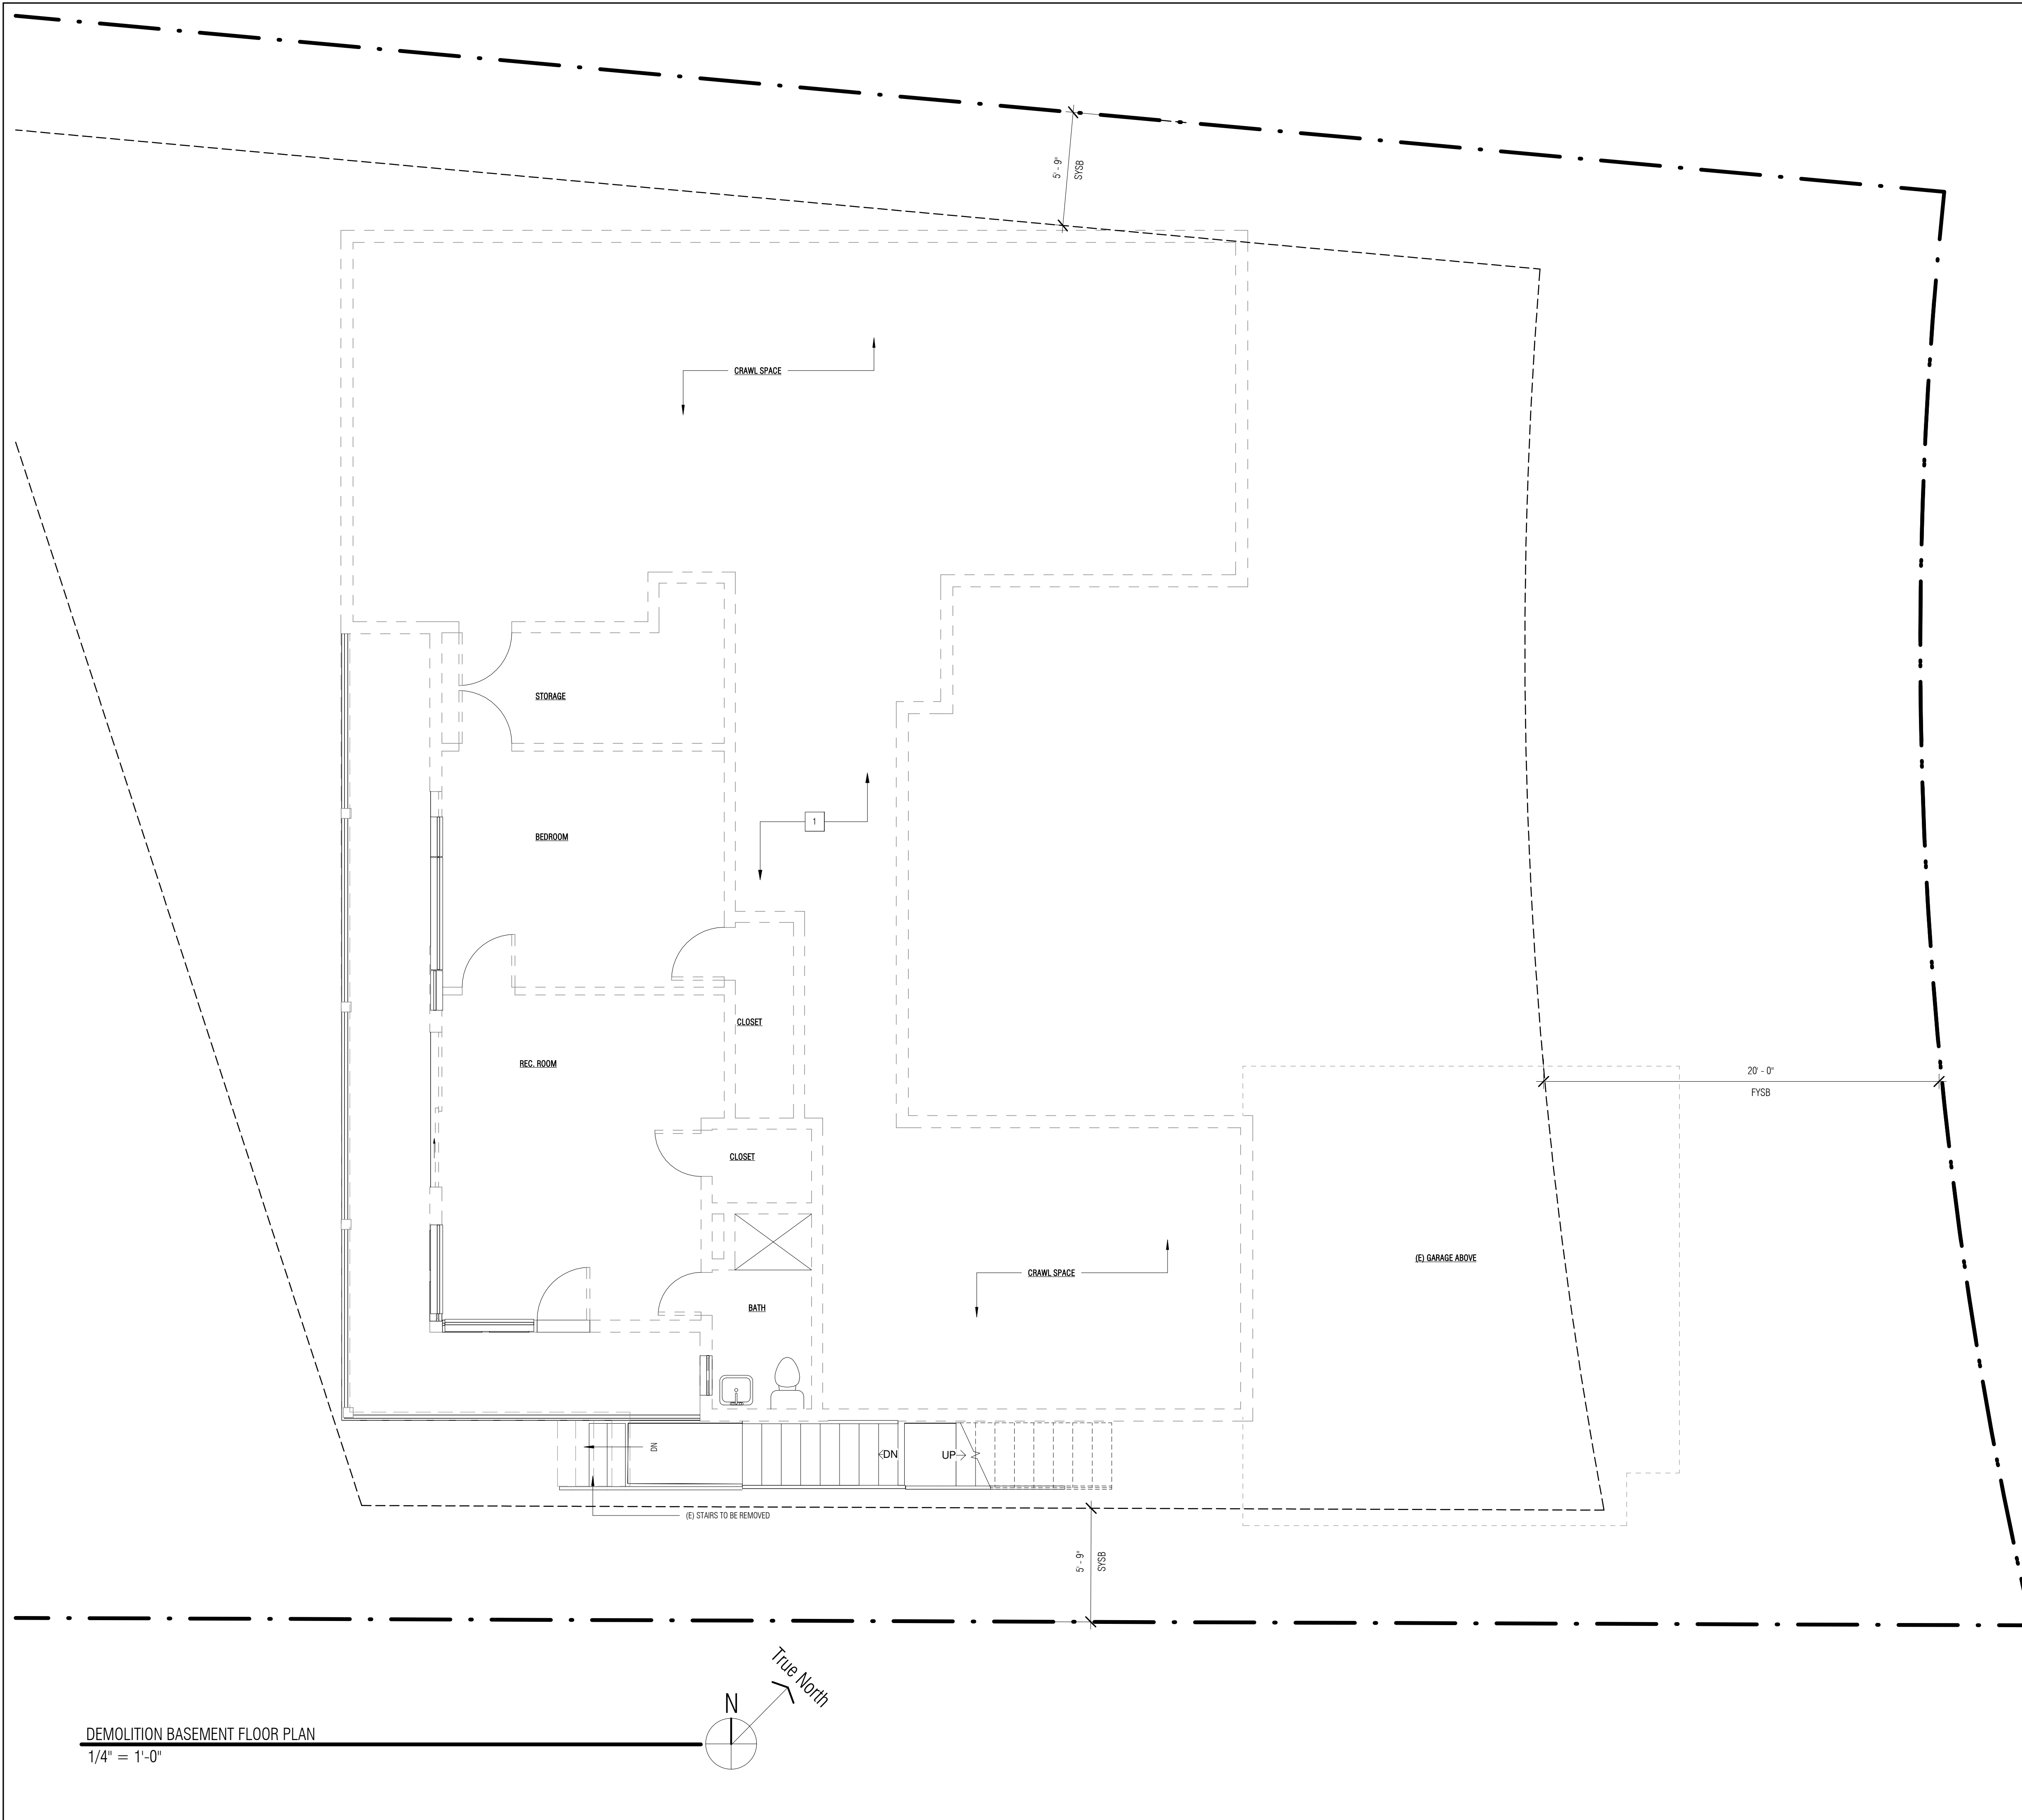 5' - 9"
SYSB
CRAWL SPACE
STORAGE
BEDROOM
1
CLOSET
REC. ROOM
20' - 0"
FYSB
CLOSET
(E) GARAGE ABOVE
CRAWL SPACE
BATH
DN
DN
UP
(E) STAIRS TO BE REMOVED
5' - 9"
SYSB
True North
N
DEMOLITION BASEMENT FLOOR PLAN
1/4" = 1'-0"